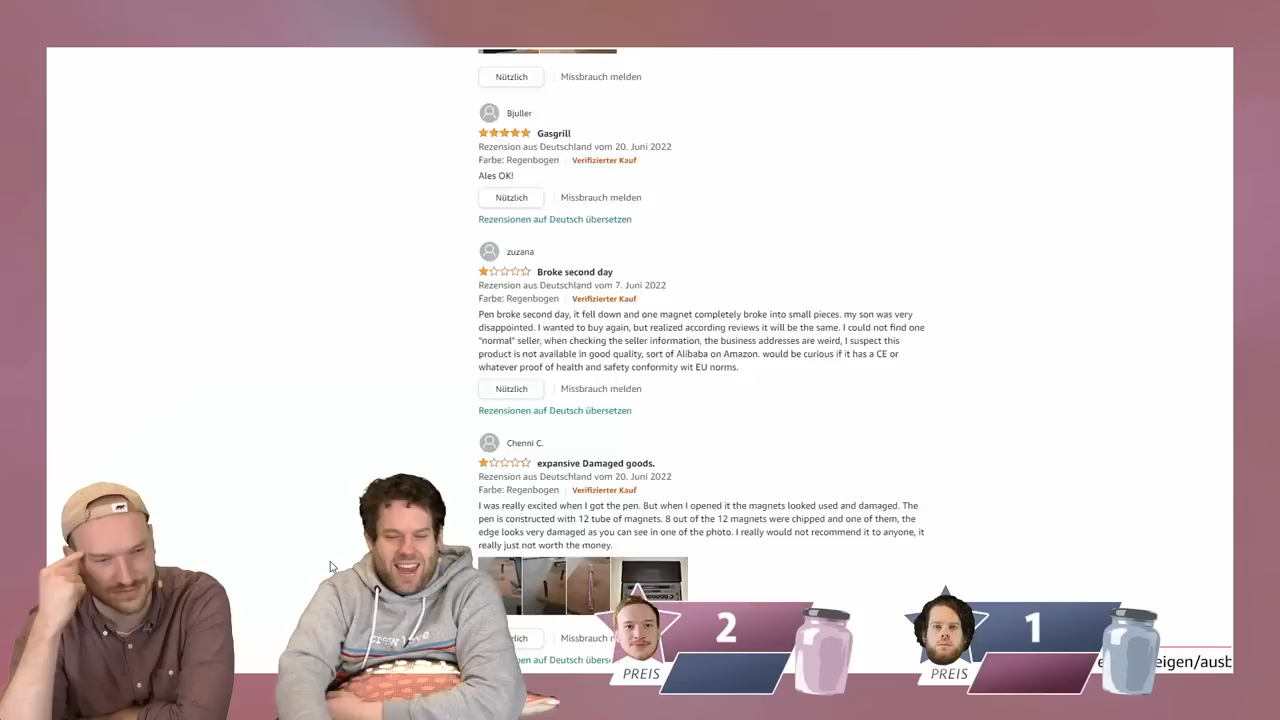 Nützlich Missbrauch melden
Bjuller
Gasgrill
Rezension aus Deutschland vom 20. Juni 2022
Farbe: Regenbogen Verifizierter Kauf
Ales OK!
Nützlich Missbrauch melden
Rezensionen auf Deutsch übersetzen
zuzana
Broke second day
Rezension aus Deutschland vom 7. Juni 2022
Farbe: Regenbogen Verifizierter Kauf
Pen broke second day, it fell down and one magnet completely broke into small pieces. my son was very
disappointed. I wanted to buy again, but realized according reviews it will be the same. I could not find one
"normal" seller, when checking the seller information, the business addresses are weird, I suspect this
product is not available in good quality, sort of Alibaba on Amazon. would be curious if it has a CE or
whatever proof of health and safety conformity wit EU norms.
Nützlich Missbrauch melden
Rezensionen auf Deutsch übersetzen
Chenni C.
expansive Damaged goods.
Rezension aus Deutschland vom 20. Juni 2022
Farbe: Regenbogen Verifizierter Kauf
I was really excited when I got the pen. But when I opened it the magnets looked used and damaged. The
pen is constructed with 12 tube of magnets. 8 out of the 12 magnets were chipped and one of them, the
edge looks very damaged as you can see in one of the photo. I really would not recommend it to anyone, it
really just not worth the money.
lich Missbrauch
en auf Deutsch übers
crew love
2
PREIS
1
PREIS
eigen/ausb